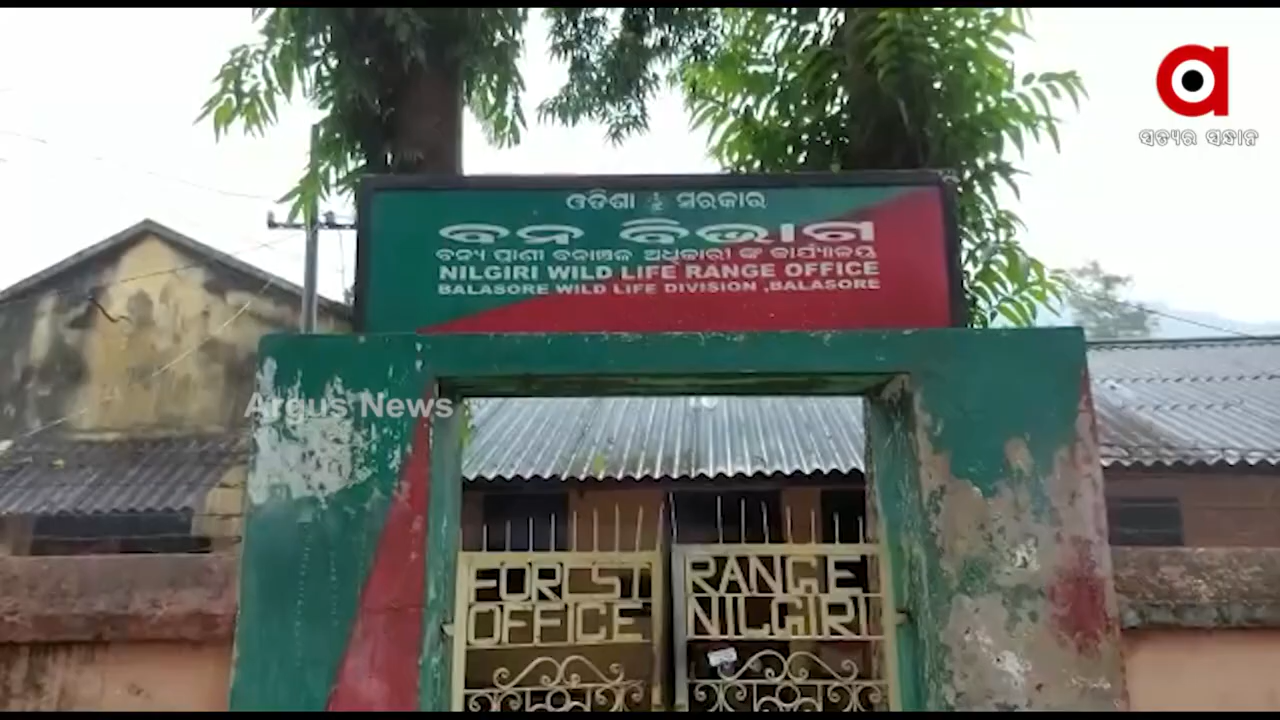 ସତ୍ୟର ସନ୍ଧାନ
ଓଡିଶା ସରକାର
ବନ ବିଭାଗ
ବନ୍ୟ ପ୍ରାଣୀ ବନାଞ୍ଚଳ ଅଧିକାରୀ ଙ୍କ କାର୍ଯ୍ୟାଳୟ
NILGIRI WILD LIFE RANGE OFFICE
BALASORE WILD LIFE DIVISION ,BALASORE
Argus News
FOREST RANGE
OFFICE NILGIRI